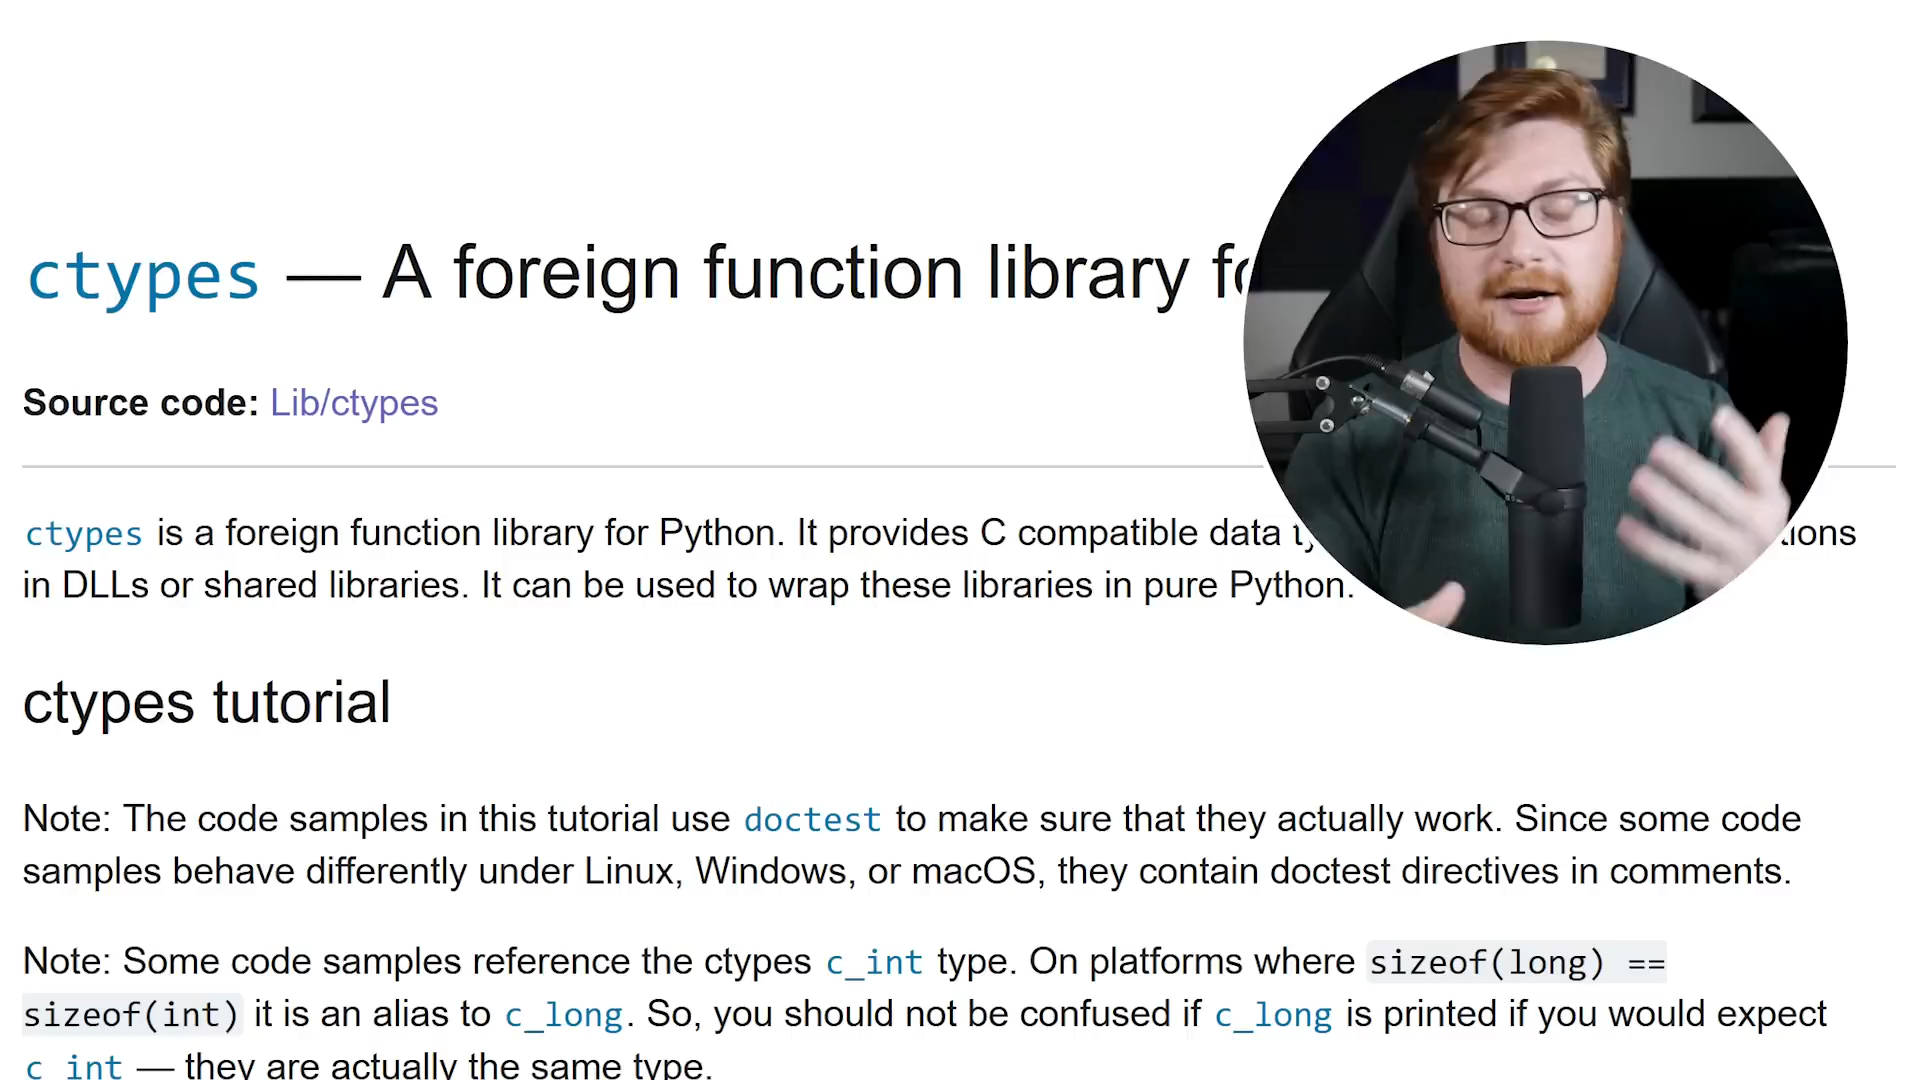 ctypes — A foreign function library
Source code: Lib/ctypes
ctypes is a foreign function library for Python. It provides C compatible data
in DLLs or shared libraries. It can be used to wrap these libraries in pure Python.
ctypes tutorial
Note: The code samples in this tutorial use doctest to make sure that they actually work. Since some code
samples behave differently under Linux, Windows, or macOS, they contain doctest directives in comments.
Note: Some code samples reference the ctypes c_int type. On platforms where sizeof(long) ==
sizeof(int) it is an alias to c_long. So, you should not be confused if c_long is printed if you would expect
c_int — they are actually the same type.